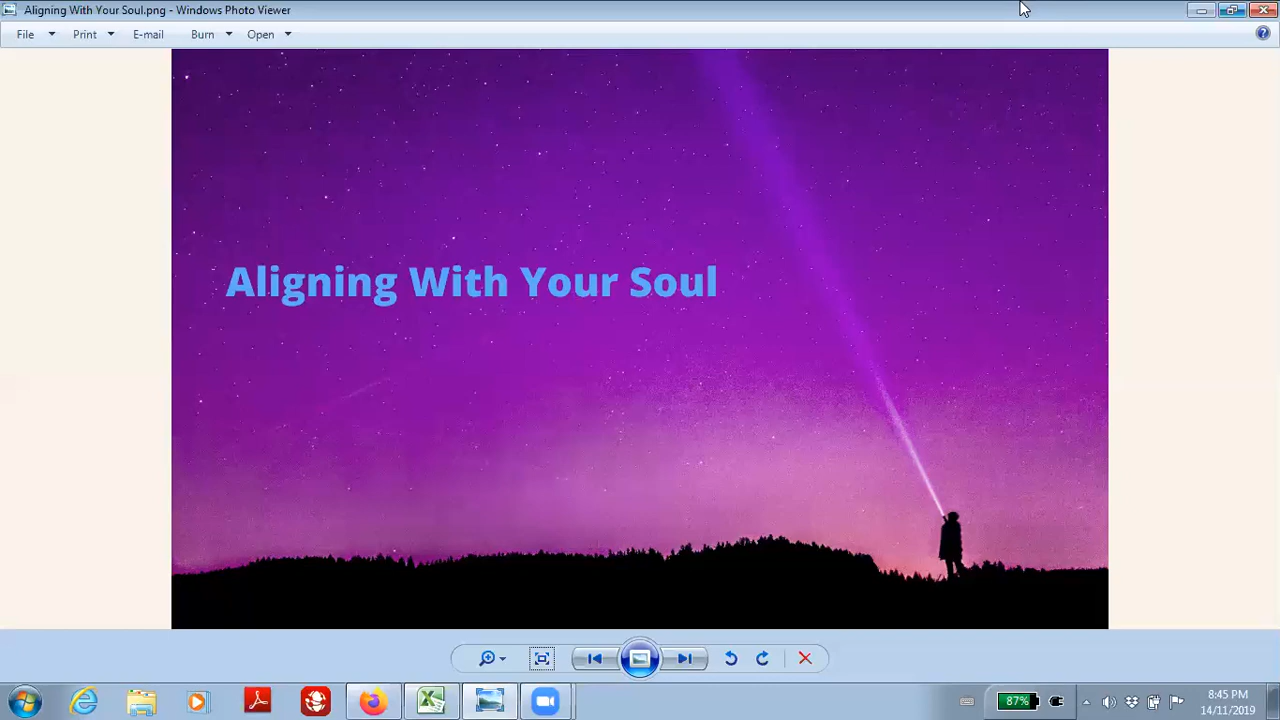 Aligning With Your Soul.png - Windows Photo Viewer
File Print E-mail Burn Open
Aligning With Your Soul
87%
8:45 PM
14/11/2019